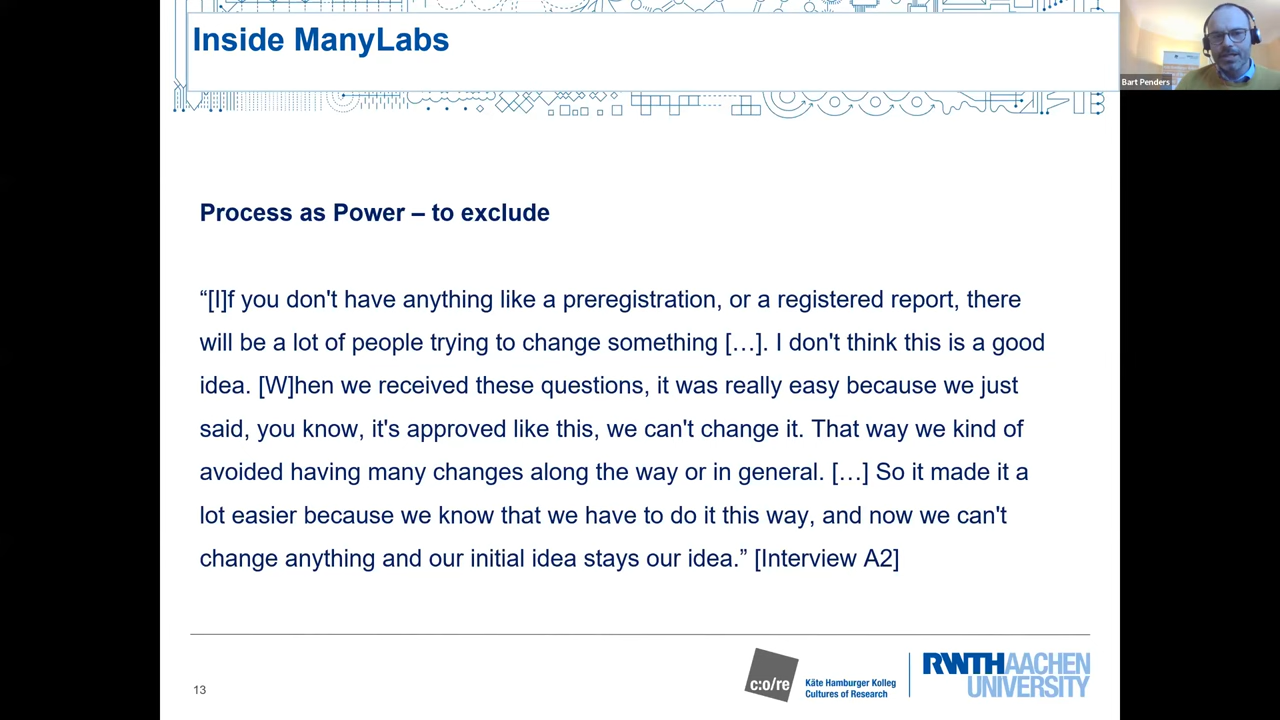 Inside ManyLabs
Bart Penders
Process as Power – to exclude
“[I]f you don't have anything like a preregistration, or a registered report, there
will be a lot of people trying to change something […]. I don't think this is a good
idea. [W]hen we received these questions, it was really easy because we just
said, you know, it's approved like this, we can't change it. That way we kind of
avoided having many changes along the way or in general. […] So it made it a
lot easier because we know that we have to do it this way, and now we can't
change anything and our initial idea stays our idea.” [Interview A2]
13
c:o/re
Käte Hamburger Kolleg
Cultures of Research
RWTHAACHEN
UNIVERSITY